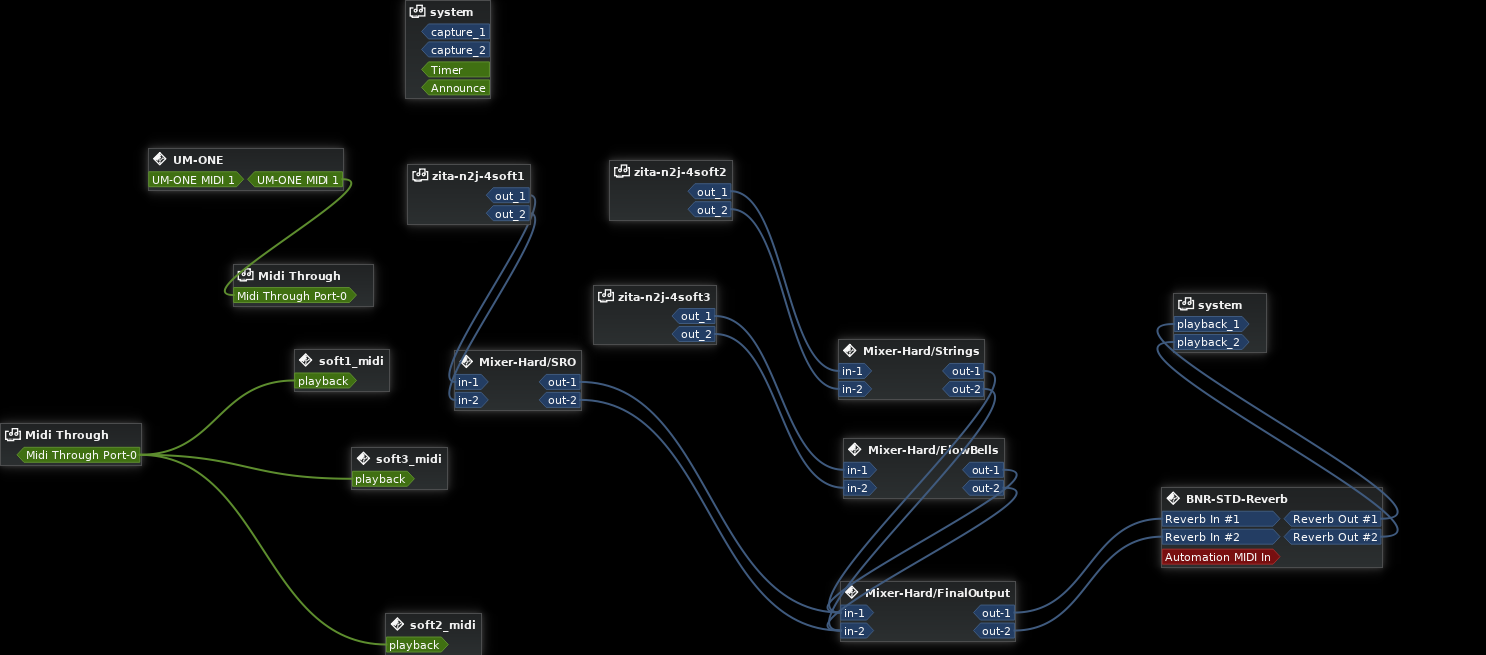 system
capture_1
capture_2
Timer
Announce
UM-ONE
UM-ONE MIDI 1 UM-ONE MIDI 1
zita-n2j-4soft1
out_1
out_2
zita-n2j-4soft2
out_1
out_2
Midi Through
Midi Through Port-0
zita-n2j-4soft3
out_1
out_2
system
playback_1
playback_2
soft1_midi
playback
Mixer-Hard/SRO
in-1 out-1
in-2 out-2
Mixer-Hard/Strings
in-1 out-1
in-2 out-2
Midi Through
Midi Through Port-0
soft3_midi
playback
Mixer-Hard/FlowBells
in-1 out-1
in-2 out-2
BNR-STD-Reverb
Reverb In #1 Reverb Out #1
Reverb In #2 Reverb Out #2
Automation MIDI In
Mixer-Hard/FinalOutput
in-1 out-1
in-2 out-2
soft2_midi
playback